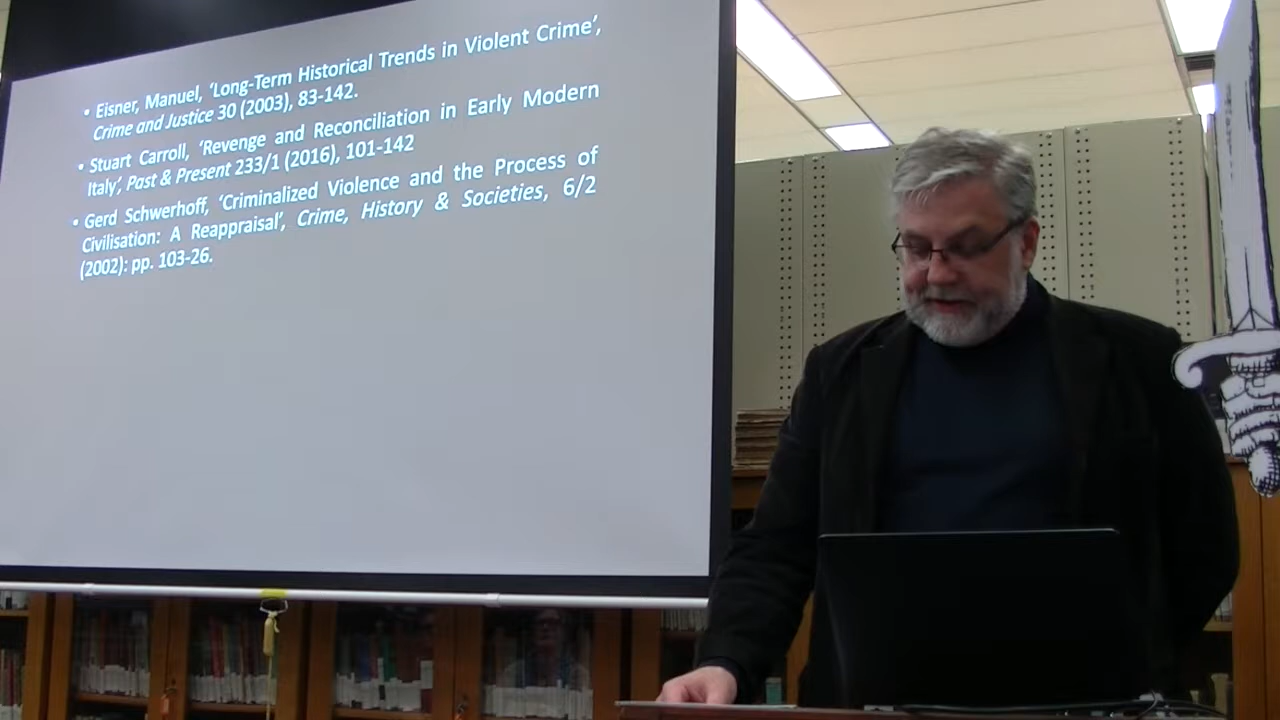 • Eisner, Manuel, ‘Long-Term Historical Trends in Violent Crime’,
Crime and Justice 30 (2003), 83-142.
• Stuart Carroll, ‘Revenge and Reconciliation in Early Modern
Italy’, Past & Present 233/1 (2016), 101-142
• Gerd Schwerhoff, ‘Criminalized Violence and the Process of
Civilisation: A Reappraisal’, Crime, History & Societies, 6/2
(2002): pp. 103-26.